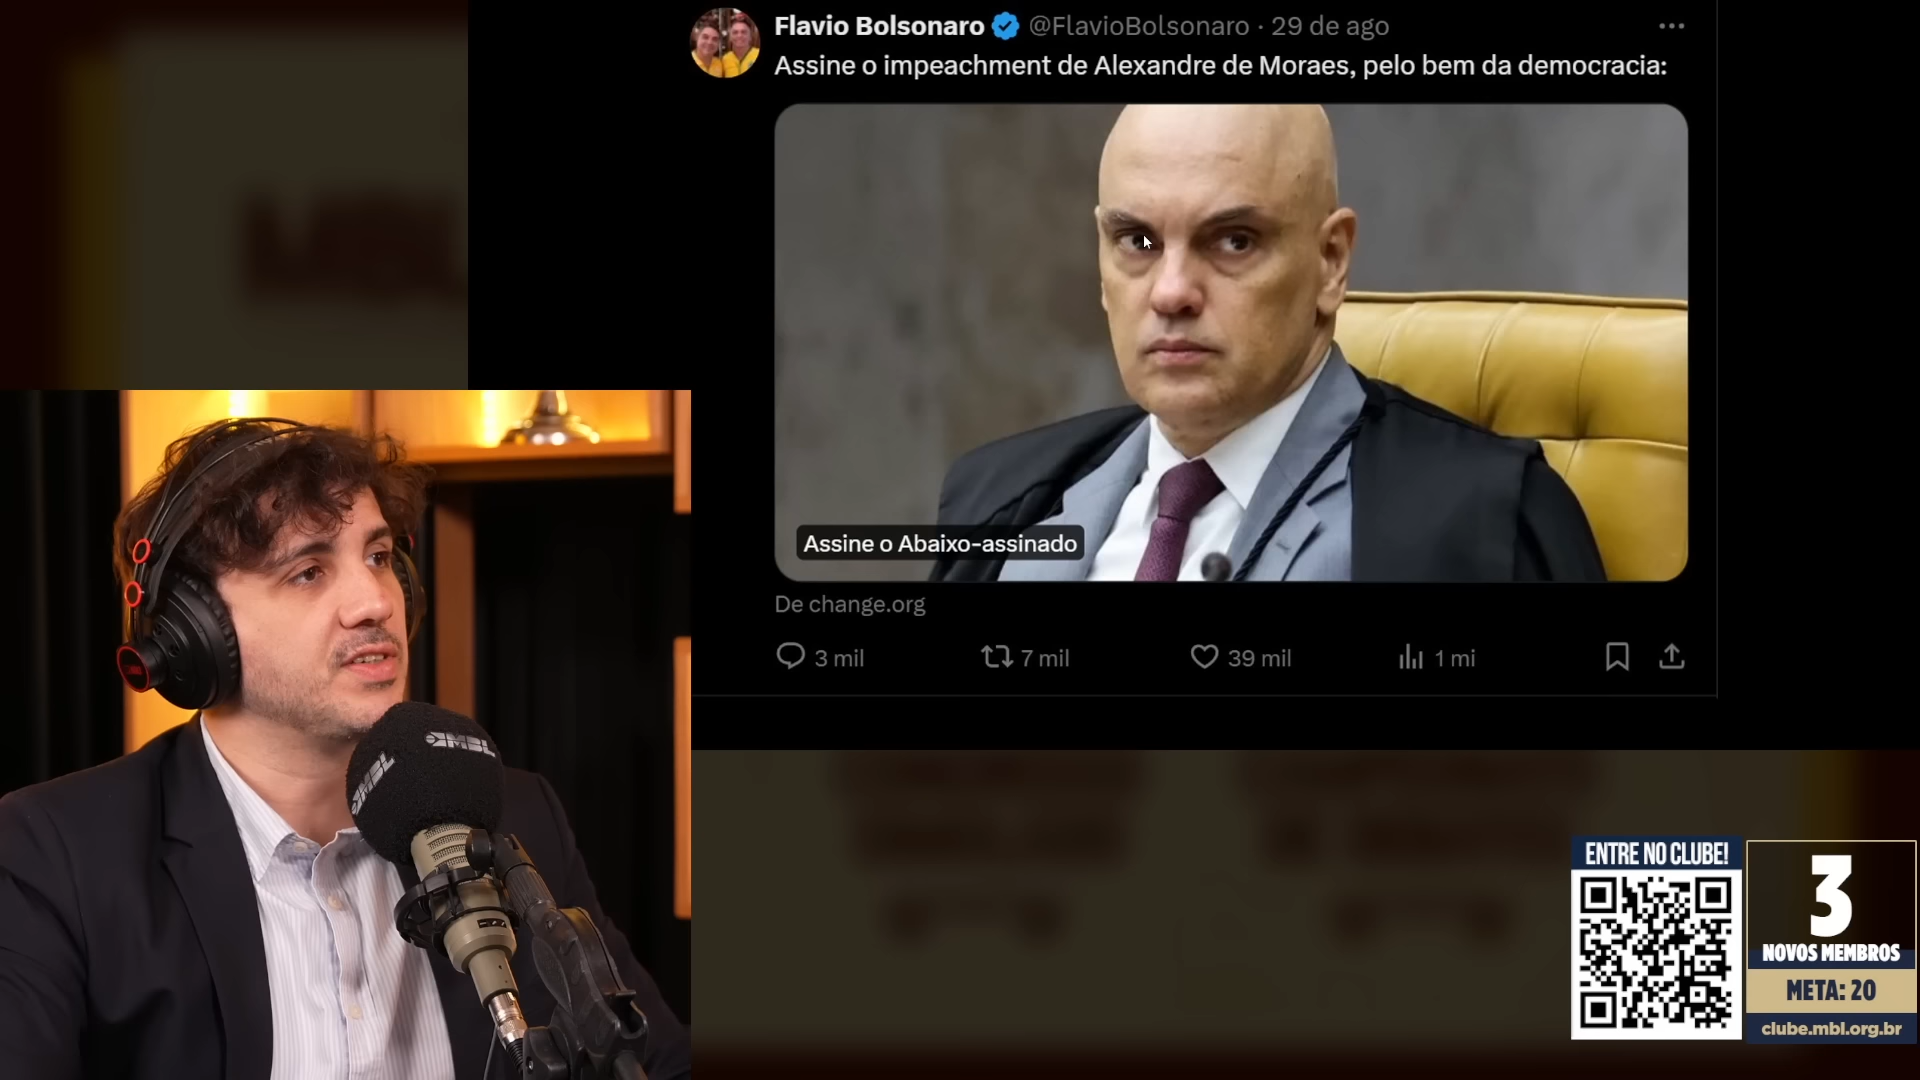 Flavio Bolsonaro @FlavioBolsonaro · 29 de ago
Assine o impeachment de Alexandre de Moraes, pelo bem da democracia:
Assine o Abaixo-assinado
De change.org
3 mil 7 mil 39 mil 1 mi
MBL
MBL
ENTRE NO CLUBE!
3
NOVOS MEMBROS
META: 20
clube.mbl.org.br